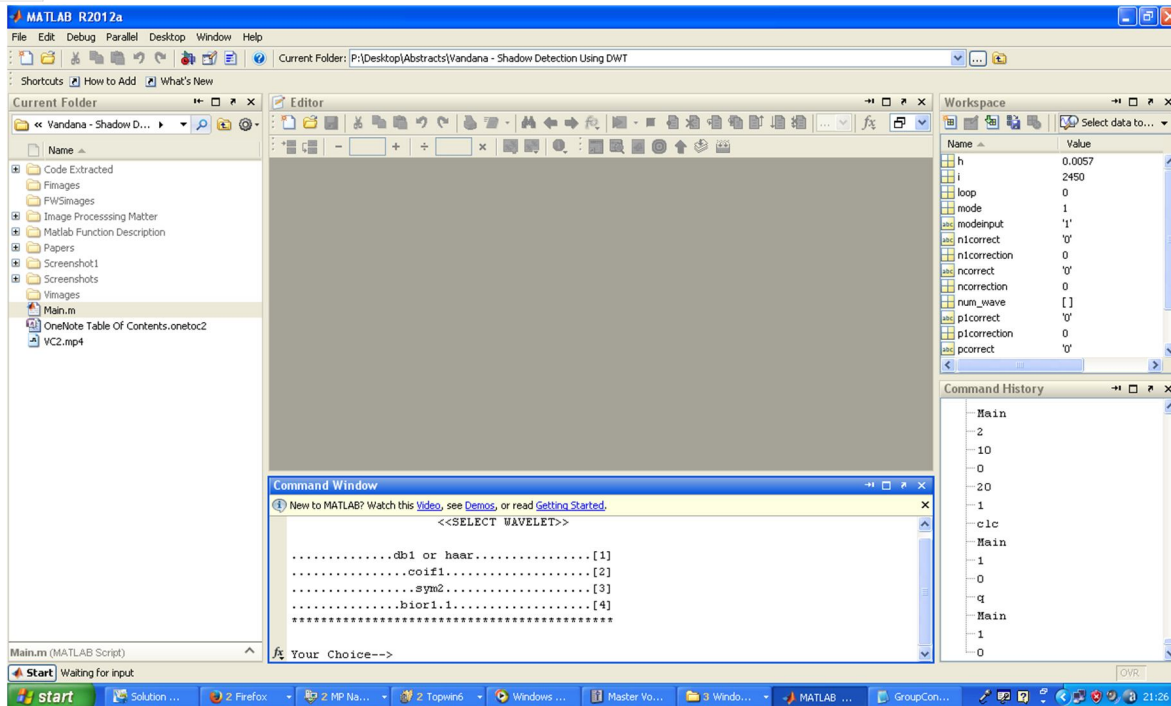 MATLAB R2012a
File Edit Debug Parallel Desktop Window Help
Current Folder: P:\Desktop\Abstracts\Vandana - Shadow Detection Using DWT
Shortcuts How to Add What's New
Current Folder
« Vandana - Shadow D...
Name
Code Extracted
Fimages
FWSimages
Image Processsing Matter
Matlab Function Description
Papers
Screenshot1
Screenshots
Vimages
Main.m
OneNote Table Of Contents.onetoc2
VC2.mp4
Main.m (MATLAB Script)
Editor
Command Window
New to MATLAB? Watch this Video, see Demos, or read Getting Started.
<<SELECT WAVELET>>
..............db1 or haar................[1]
................coif1....................[2]
.................sym2....................[3]
...............bior1.1...................[4]
********************************************
fx Your Choice-->
Workspace
Select data to...
Name Value
h 0.0057
i 2450
loop 0
mode 1
modeinput '1'
n1correct '0'
n1correction 0
ncorrect '0'
ncorrection 0
num_wave [ ]
p1correct '0'
p1correction 0
pcorrect '0'
Command History
Main
2
10
0
20
1
clc
Main
1
0
q
Main
1
0
Start Waiting for input
OVR
start Solution ... 2 Firefox 2 MP Na... 2 Topwin6 Windows ... Master Vo... 3 Windo... MATLAB ... GroupCon... 21:26